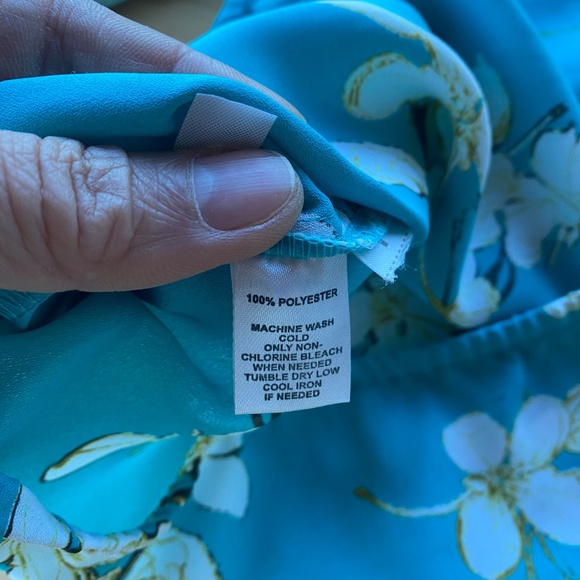 100% POLYESTER
MACHINE WASH
COLD
ONLY NON-
CHLORINE BLEACH
WHEN NEEDED
TUMBLE DRY LOW
COOL IRON
IF NEEDED